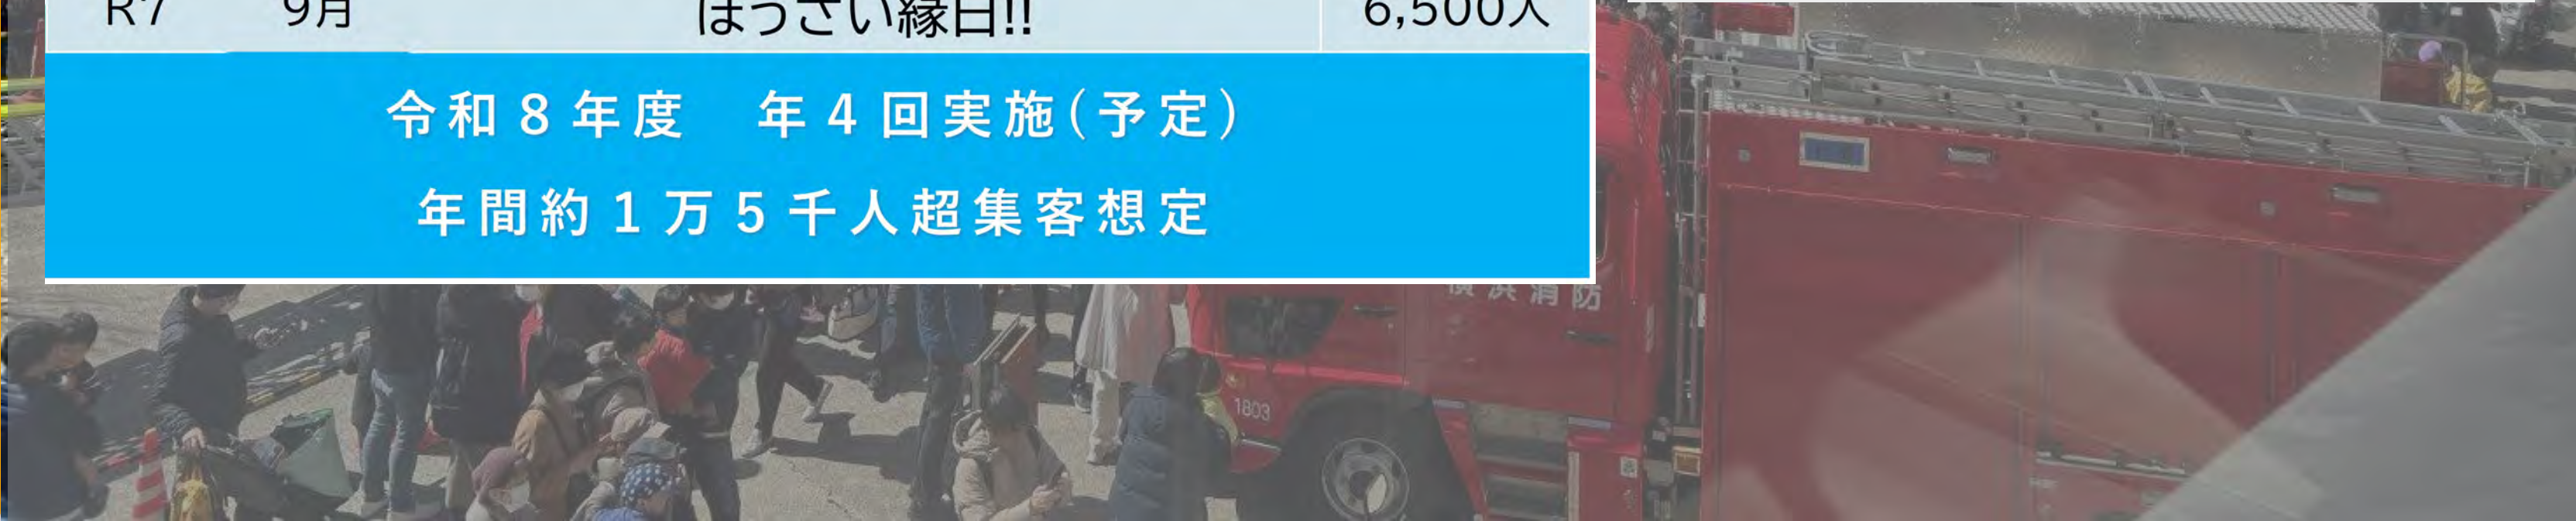 R7 9月 ぼうさい縁日!! 6,500人
令和8年度 年4回実施(予定)
年間約1万5千人超集客想定
横浜消防
1803